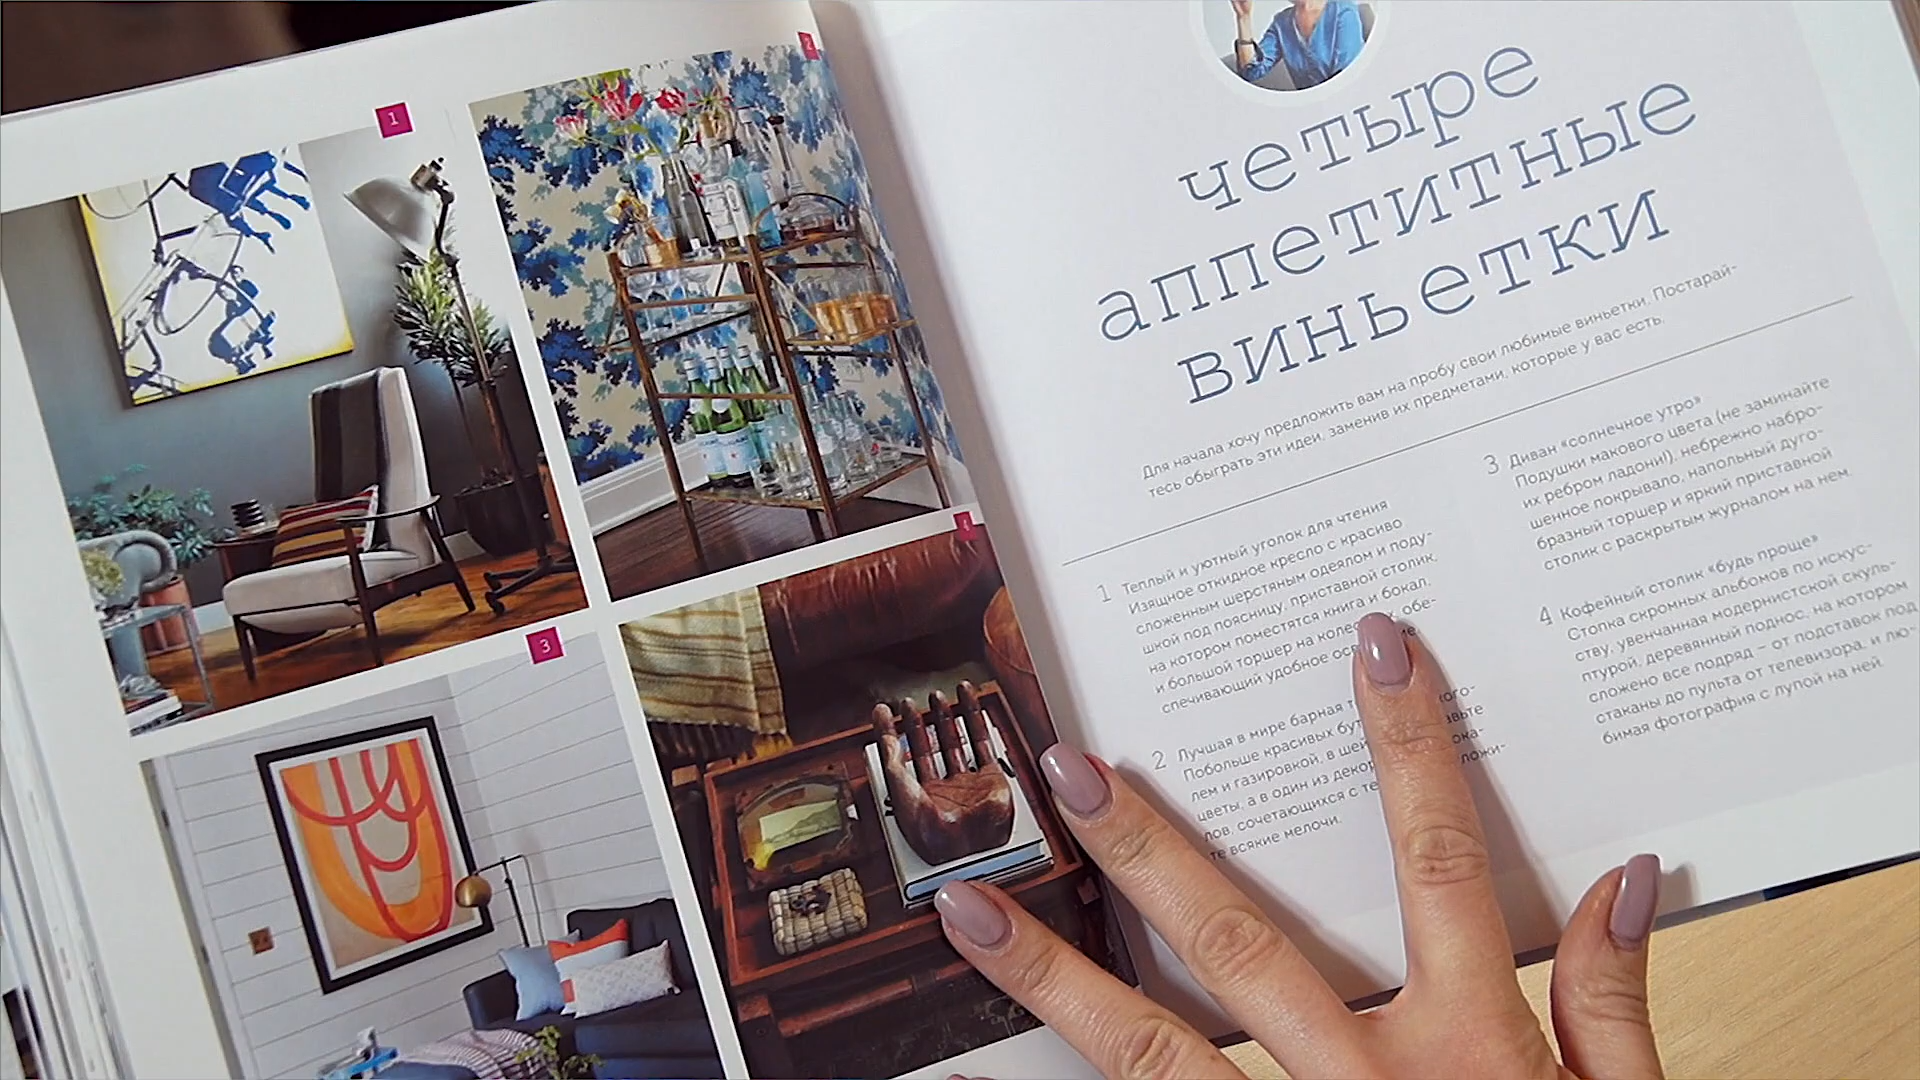 1
2
3
4
четыре
аппетитные
виньетки
Для начала хочу предложить вам на пробу свои любимые виньетки. Постарай-
тесь обыграть эти идеи, заменив их предметами, которые у вас есть.
1 Теплый и уютный уголок для чтения
Изящное откидное кресло с красиво
сложенным шерстяным одеялом и поду-
шкой под поясницу, приставной столик,
на котором поместятся книга и бокал,
и большой торшер на обе-
спечивающий удобное
2 Лучшая в мире барная
Побольше красивых
лем и газировкой, в
цветы, а в один из
лов, сочетающихся с
те всякие мелочи.
3 Диван «солнечное утро»
Подушки макового цвета (не заминайте
их ребром ладони!), небрежно набро-
шенное покрывало, напольный дуго-
образный торшер и яркий приставной
столик с раскрытым журналом на нем.
4 Кофейный столик «будь проще»
Стопка скромных альбомов по искус-
ству, увенчанная модернистской скуль-
птурой, деревянный поднос, на котором
сложено все подряд – от подставок под
стаканы до пульта от телевизора, и лю-
бимая фотография с лупой на ней.